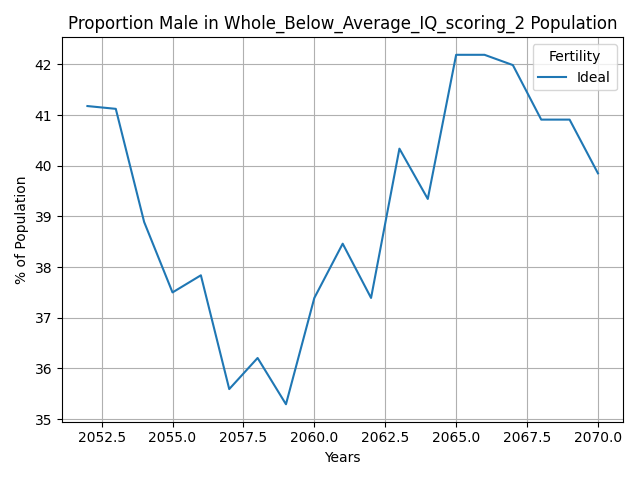 Proportion Male in Whole_Below_Average_IQ_scoring_2 Population
Fertility
Ideal
42
41
40
39
38
37
36
35
% of Population
2052.5 2055.0 2057.5 2060.0 2062.5 2065.0 2067.5 2070.0
Years